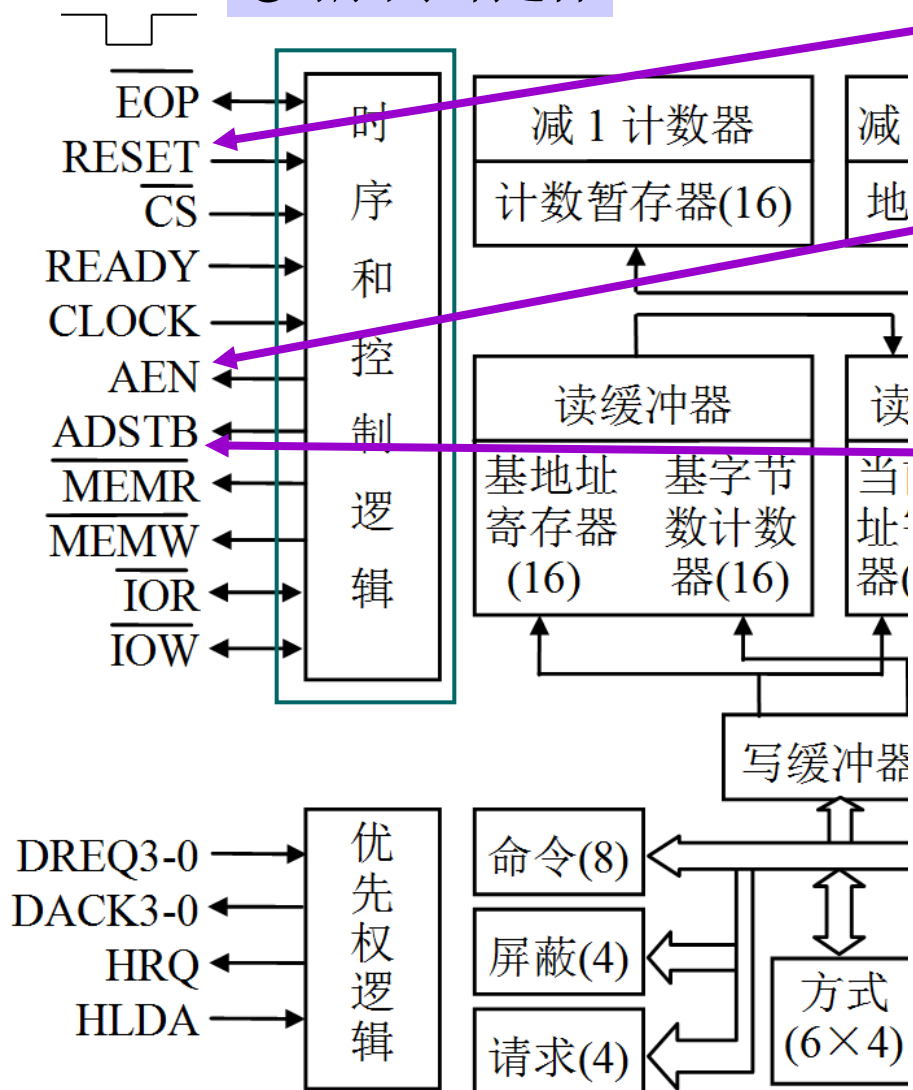 EOP
RESET
CS
READY
CLOCK
AEN
ADSTB
MEMR
MEMW
IOR
IOW
时
序
和
控
制
逻
辑
减 1 计数器
计数暂存器(16)
减
地
读缓冲器
基地址
寄存器
(16)
基字节
数计数
器(16)
读
当
址
器(
写缓冲器
DREQ3-0
DACK3-0
HRQ
HLDA
优
先
权
逻
辑
命令(8)
屏蔽(4)
请求(4)
方式
(6×4)